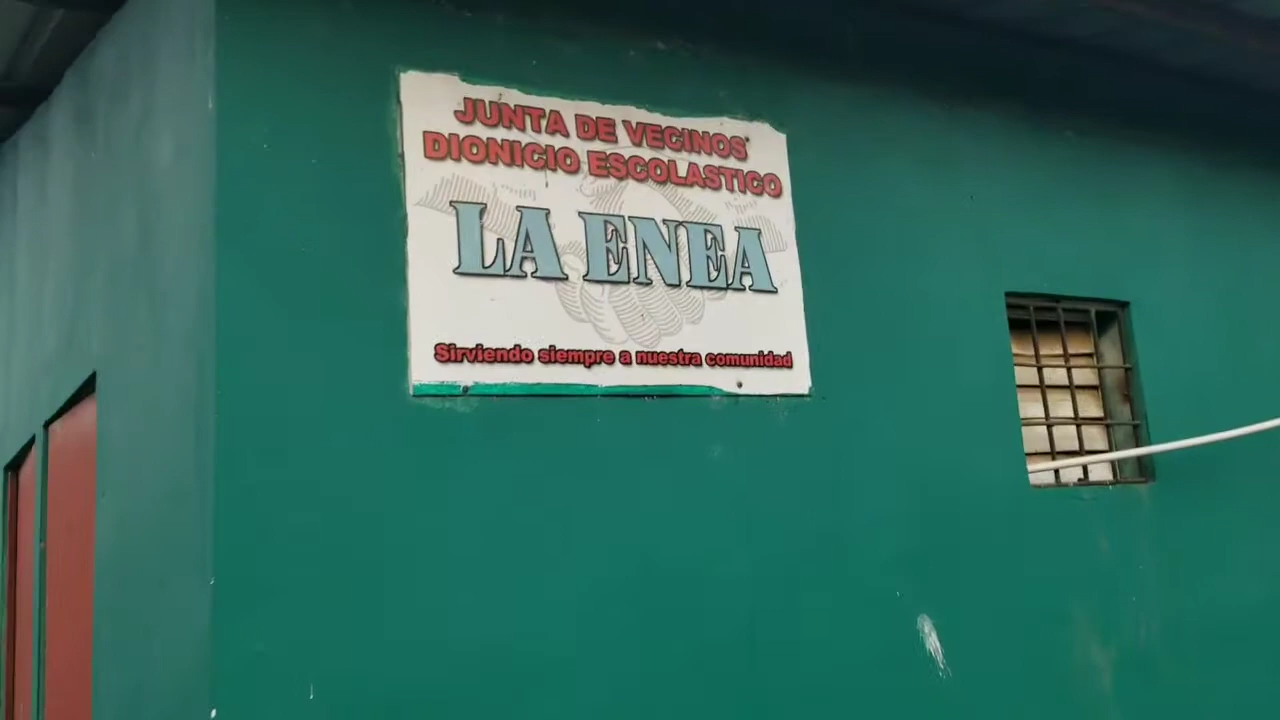 JUNTA DE VECINOS
DIONICIO ESCOLASTICO
LA ENEA
Sirviendo siempre a nuestra comunidad